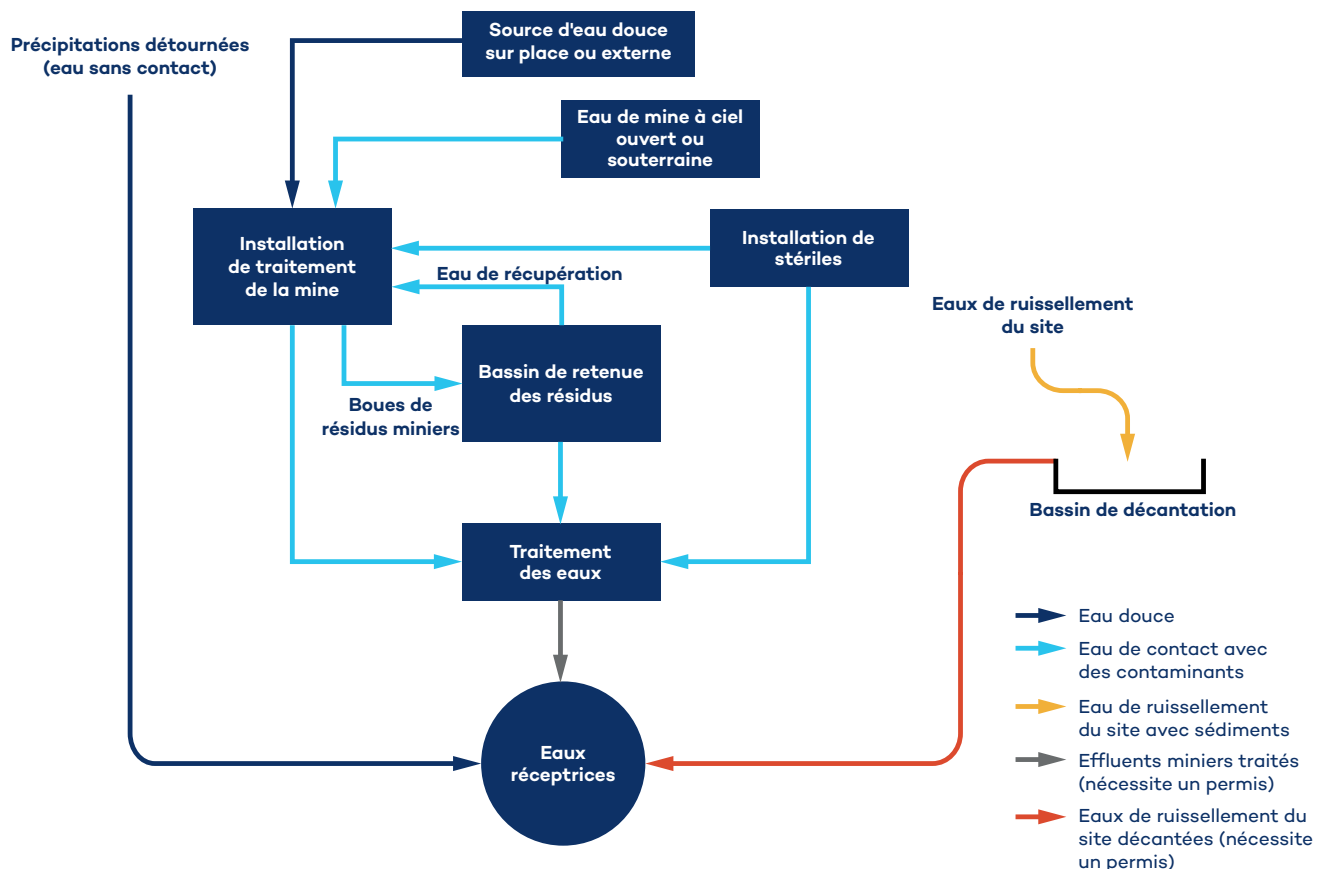 Précipitations détournées
(eau sans contact)
Source d'eau douce
sur place ou externe
Eau de mine à ciel
ouvert ou
souterraine
Installation
de traitement
de la mine
Installation de
stériles
Eau de récupération
Eaux de ruissellement
du site
Bassin de retenue
des résidus
Boues de
résidus miniers
Bassin de décantation
Traitement
des eaux
Eaux
réceptrices
Eau douce
Eau de contact avec
des contaminants
Eau de ruissellement
du site avec sédiments
Effluents miniers traités
(nécessite un permis)
Eaux de ruissellement du
site décantées (nécessite
un permis)